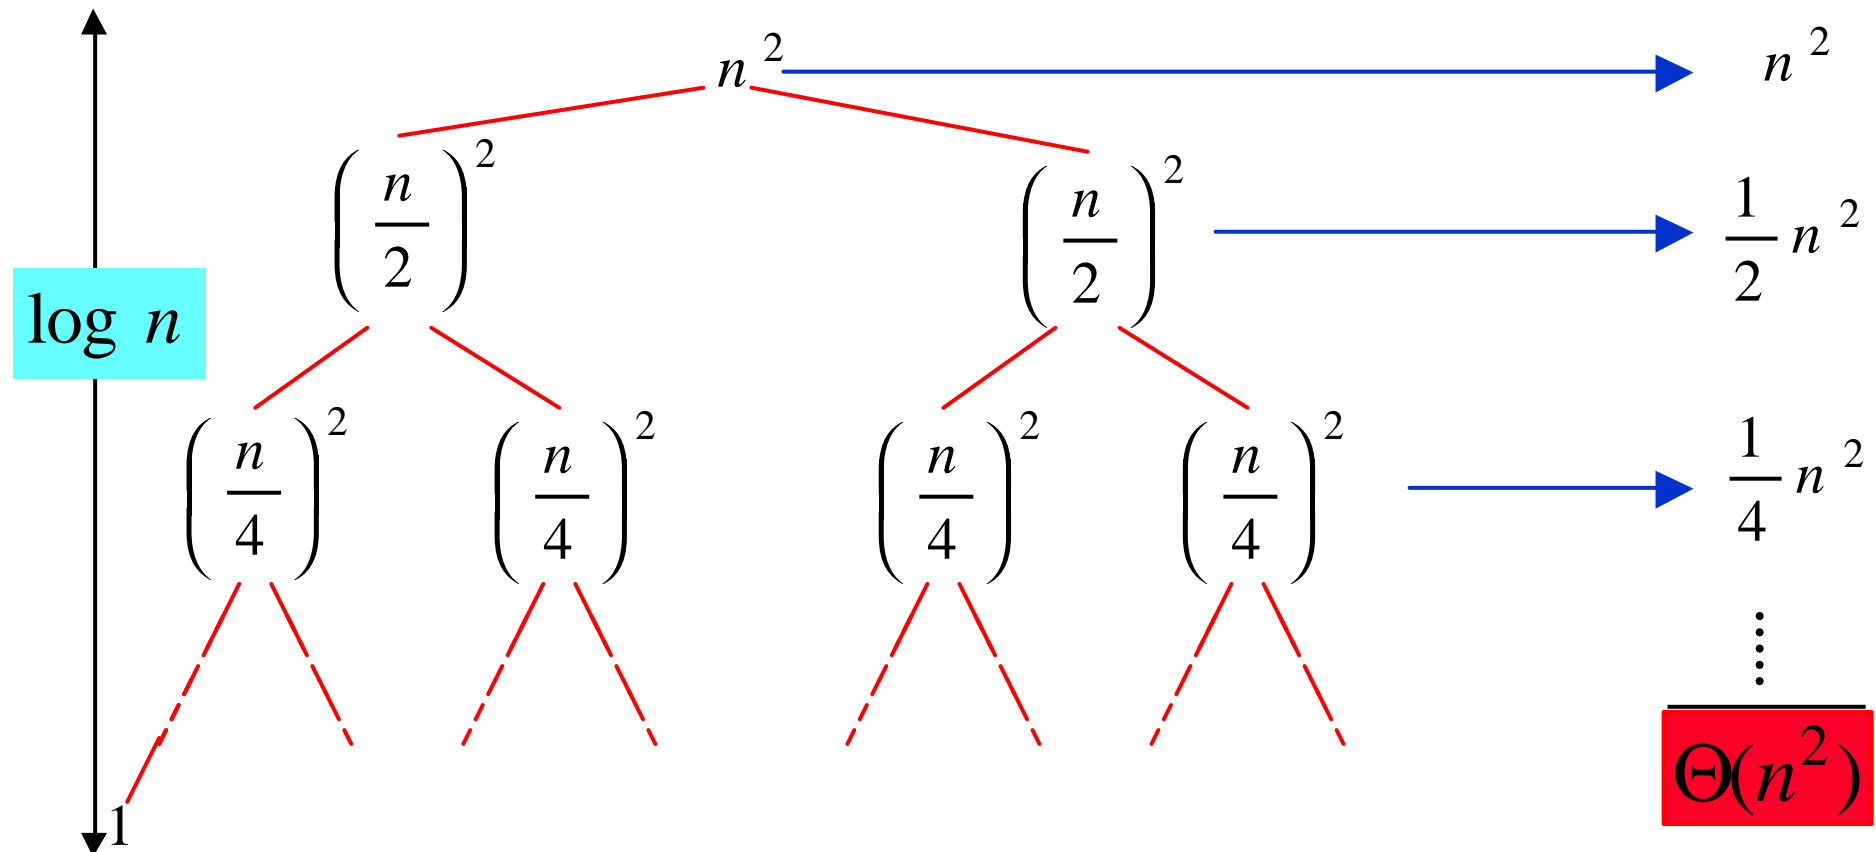 n² n²
(n/2)² (n/2)² 1/2 n²
log n
(n/4)² (n/4)² (n/4)² (n/4)² 1/4 n²
⋮
Θ(n²)
1